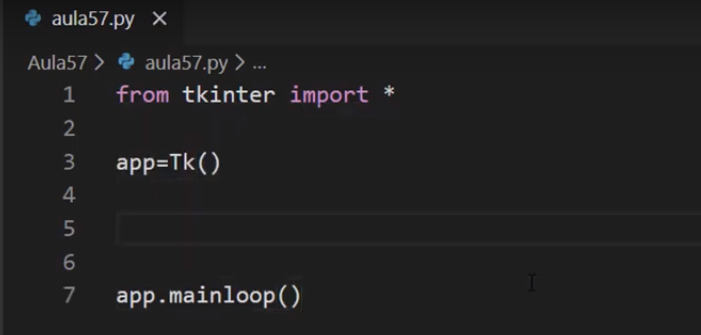 aula57.py ×
Aula57 > aula57.py > ...
1 from tkinter import *
2
3 app=Tk()
4
5
6
7 app.mainloop()